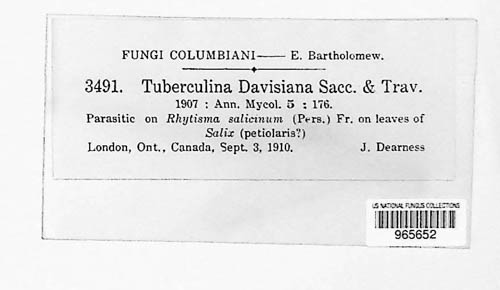 FUNGI COLUMBIANI—— E. Bartholomew.
3491. Tuberculina Davisiana Sacc. & Trav.
1907 : Ann. Mycol. 5 : 176.
Parasitic on Rhytisma salicinum (Pers.) Fr. on leaves of
Salix (petiolaris?)
London, Ont., Canada, Sept. 3, 1910. J. Dearness
US NATIONAL FUNGUS COLLECTIONS
965652